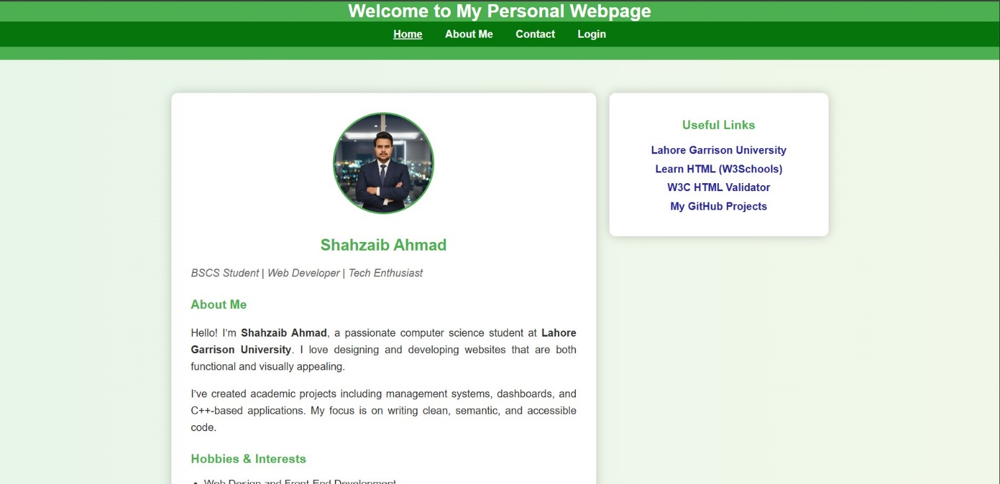 Welcome to My Personal Webpage
Home About Me Contact Login
Shahzaib Ahmad
BSCS Student | Web Developer | Tech Enthusiast
About Me
Hello! I’m Shahzaib Ahmad, a passionate computer science student at Lahore
Garrison University. I love designing and developing websites that are both
functional and visually appealing.
I’ve created academic projects including management systems, dashboards, and
C++-based applications. My focus is on writing clean, semantic, and accessible
code.
Hobbies & Interests
• Web Design and Front-End Development
Useful Links
Lahore Garrison University
Learn HTML (W3Schools)
W3C HTML Validator
My GitHub Projects